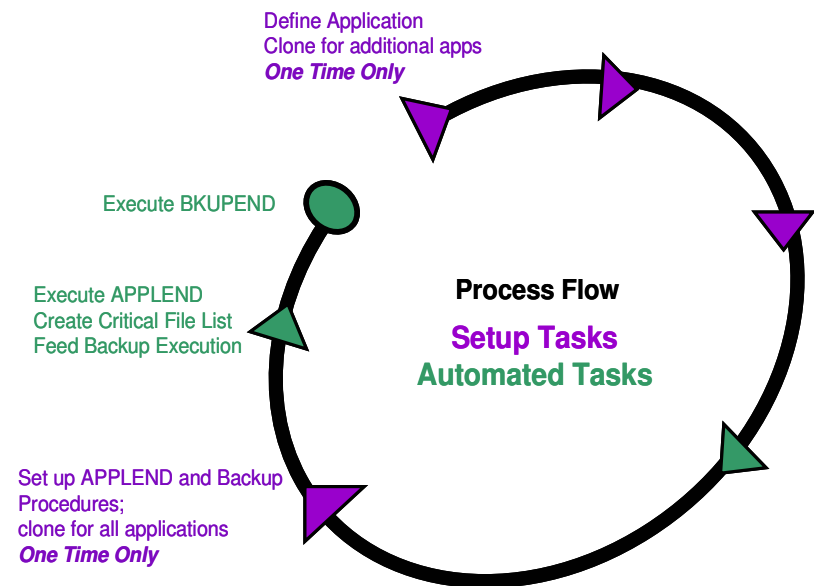 Define Application
Clone for additional apps
One Time Only
Execute BKUPEND
Execute APPLEND
Create Critical File List
Feed Backup Execution
Process Flow
Setup Tasks
Automated Tasks
Set up APPLEND and Backup
Procedures;
clone for all applications
One Time Only